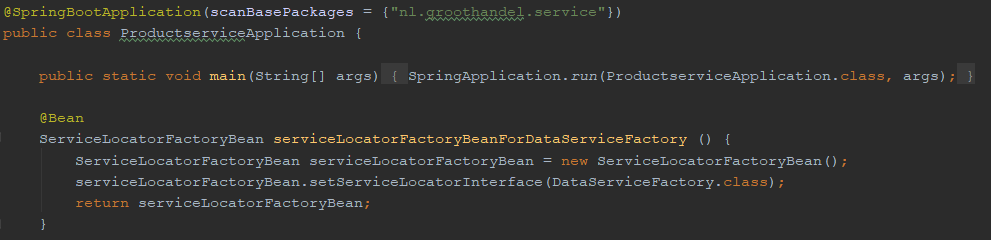 @SpringBootApplication(scanBasePackages = {"nl.groothandel.service"})
public class ProductserviceApplication {
public static void main(String[] args) { SpringApplication.run(ProductserviceApplication.class, args); }
@Bean
ServiceLocatorFactoryBean serviceLocatorFactoryBeanForDataServiceFactory () {
ServiceLocatorFactoryBean serviceLocatorFactoryBean = new ServiceLocatorFactoryBean();
serviceLocatorFactoryBean.setServiceLocatorInterface(DataServiceFactory.class);
return serviceLocatorFactoryBean;
}